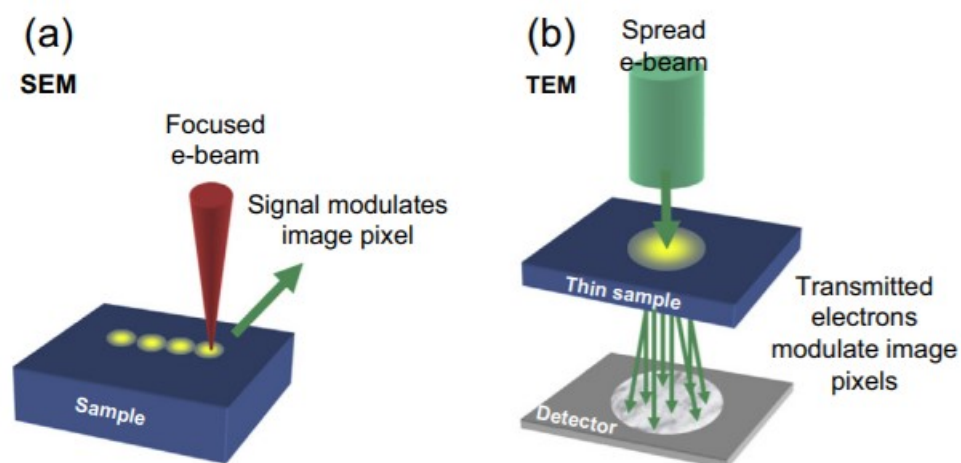 (a)
SEM
Focused
e-beam
Signal modulates
image pixel
Sample
(b)
TEM
Spread
e-beam
Thin sample
Transmitted
electrons
modulate image
pixels
Detector